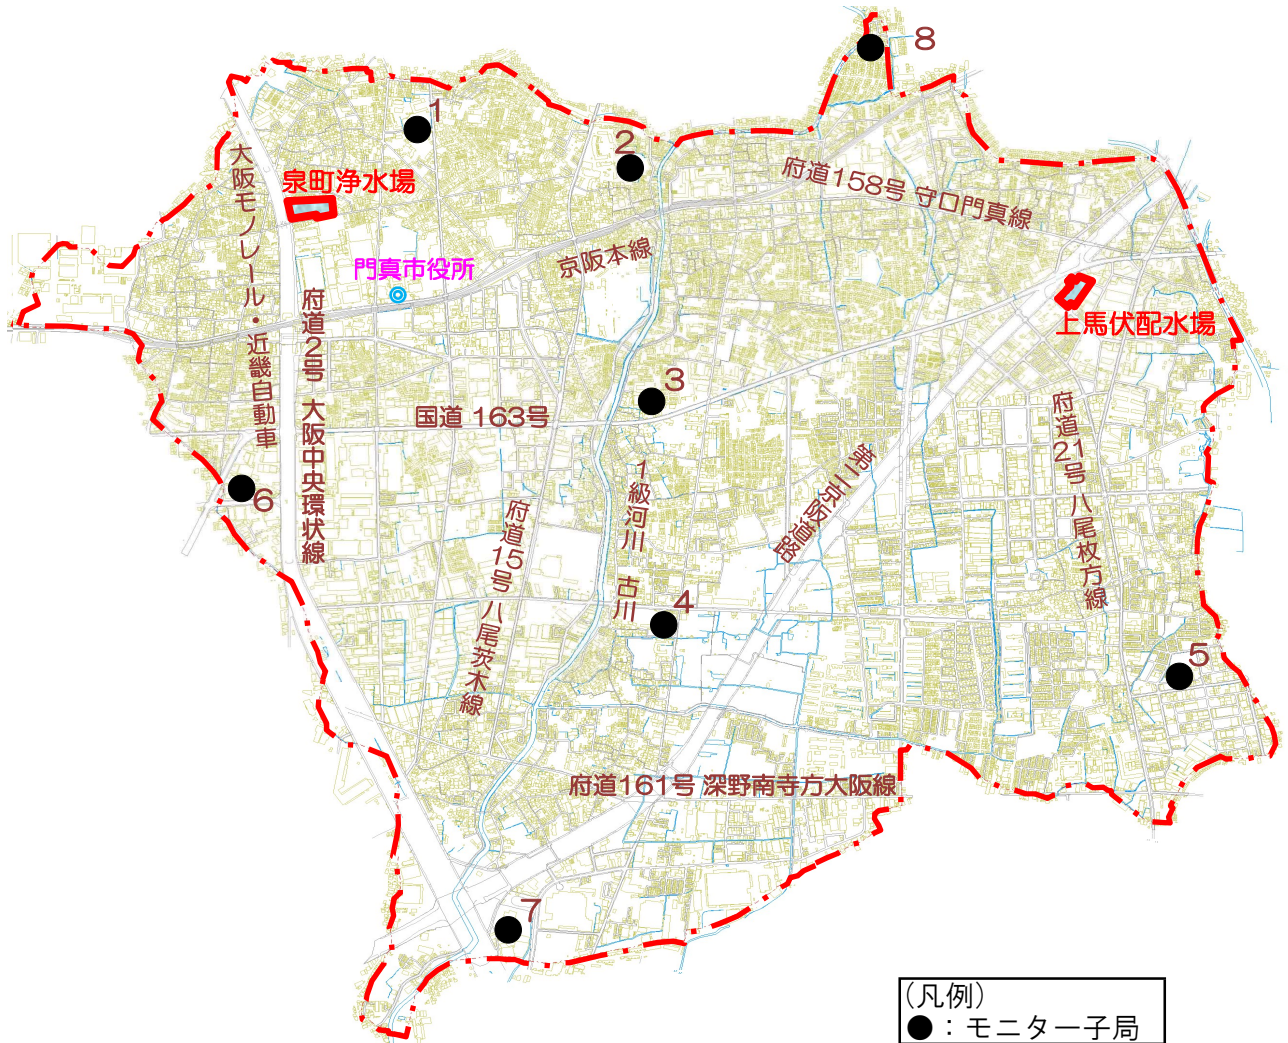 8
1
2
大阪モノレール・近畿自動車
泉町浄水場
府道158号 守口門真線
京阪本線
門真市役所
府道2号 大阪中央環状線
上馬伏配水場
3
国道 163号
府道21号 八尾枚方線
第二京阪道路
1級河川 古川
6
府道15号 八尾茨木線
4
5
府道161号 深野南寺方大阪線
7
(凡例)
●：モニター子局